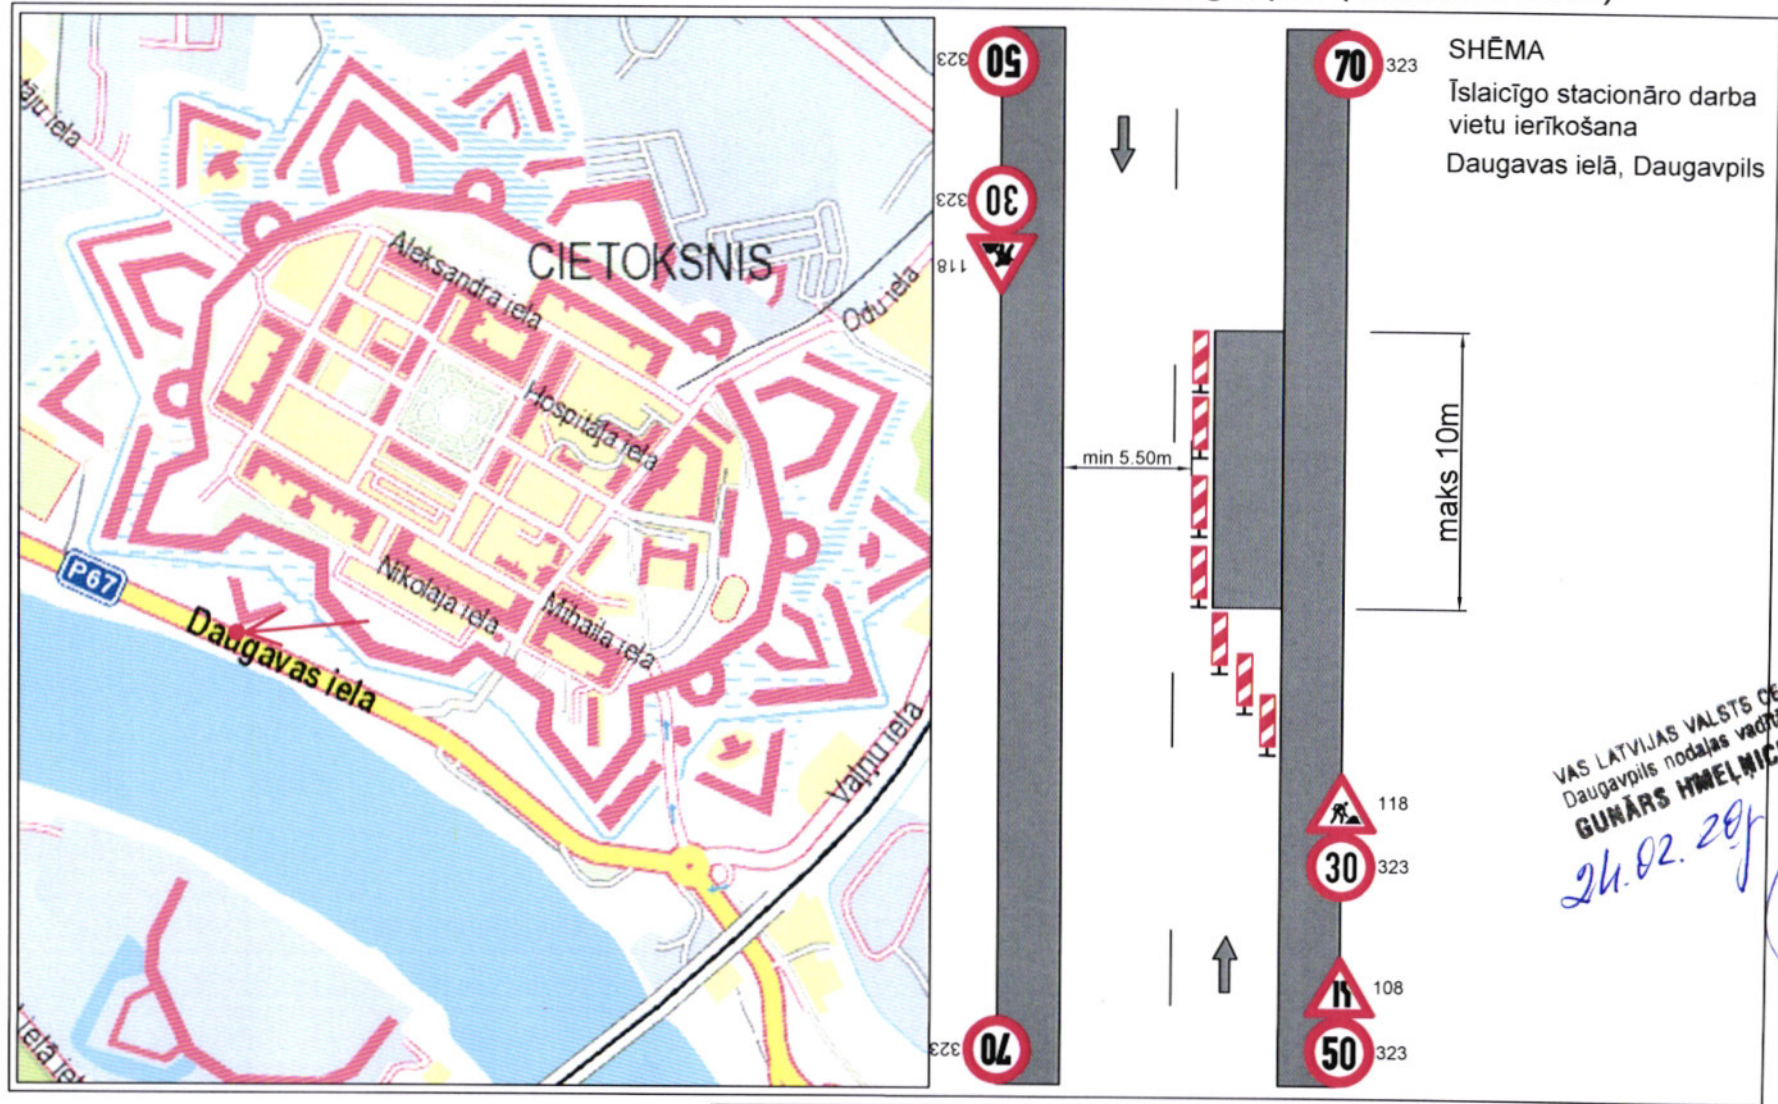 CIETOKSNIS
Aleksandra iela
Hospitāļa iela
Odu iela
Nikolaja iela
Mihaila iela
P67
Daugavas iela
Vaļņu iela
323
50
323
30
118
323
70
70
323
min 5.50m
maks 10m
118
30
323
108
50
323
SHĒMA
Īslaicīgo stacionāro darba
vietu ierīkošana
Daugavas ielā, Daugavpils
VAS LATVIJAS VALSTS
Daugavpils nodaļas
GUNĀRS
24.02.